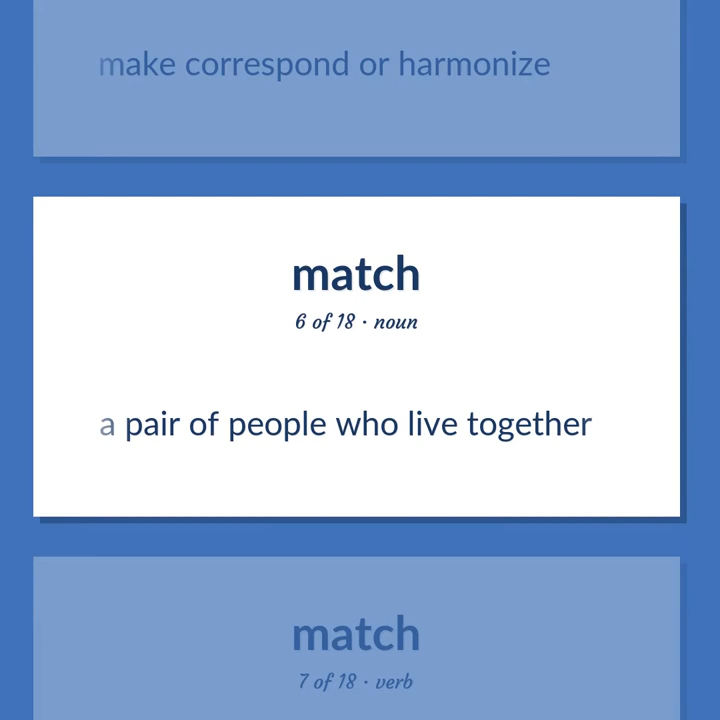 make correspond or harmonize
match
6 of 18 · noun
a pair of people who live together
match
7 of 18 · verb